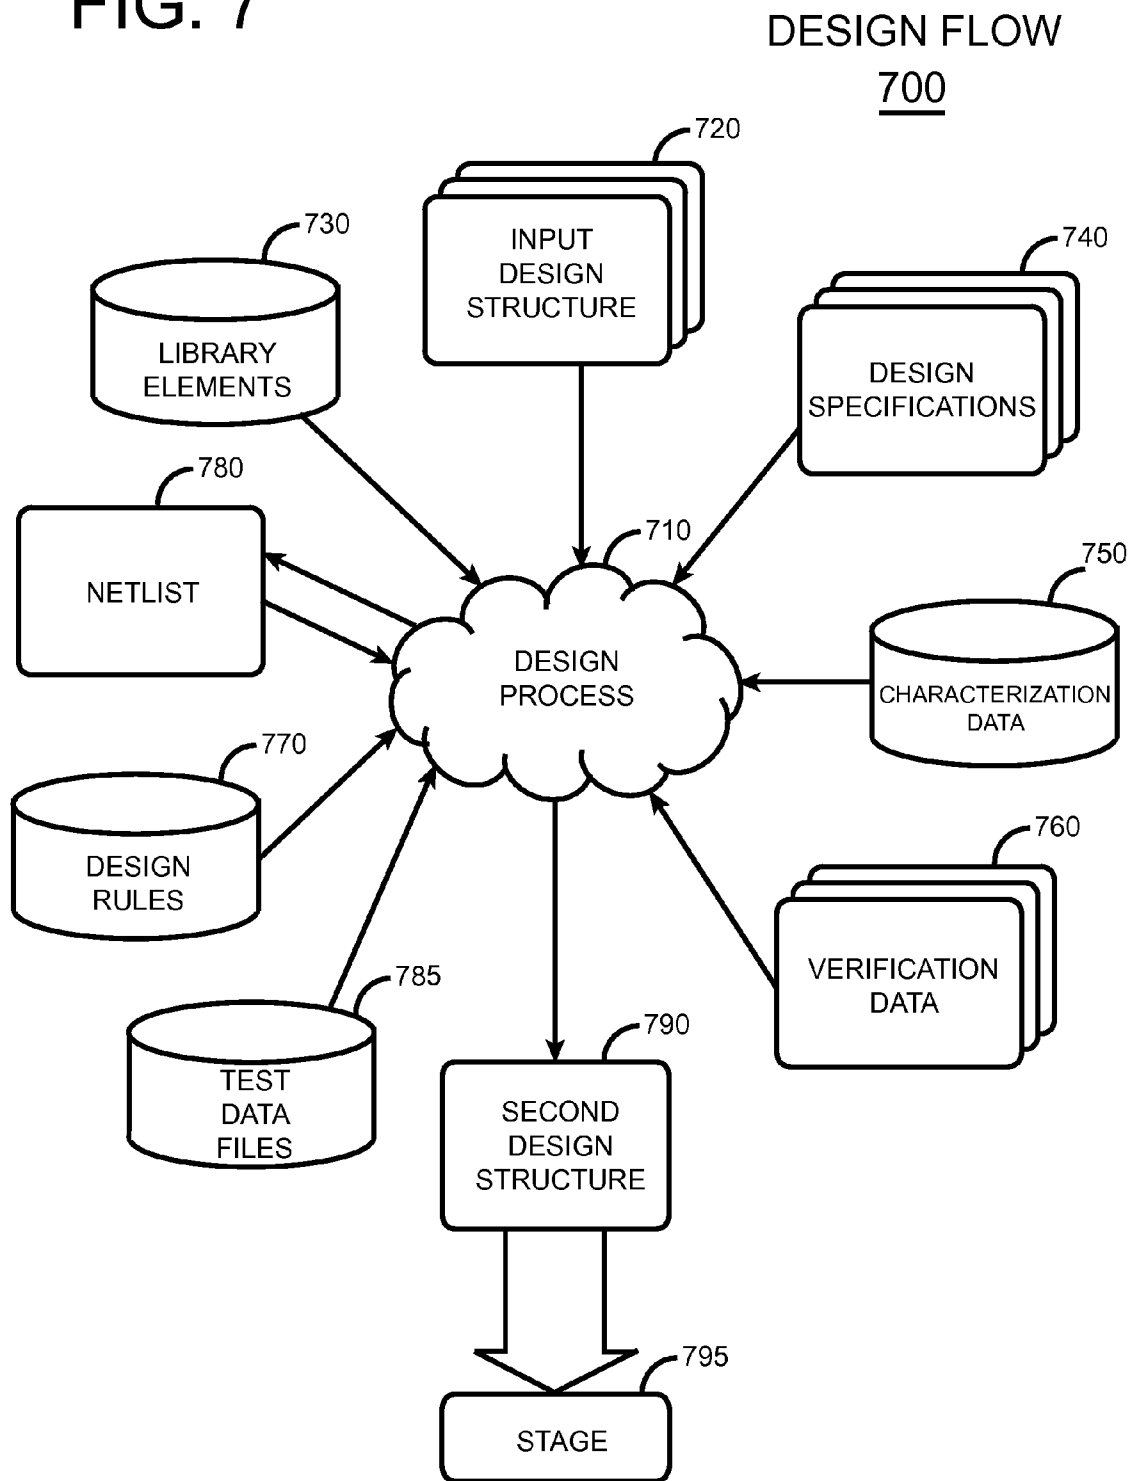 FIG. 7
DESIGN FLOW
700
720
INPUT
DESIGN
STRUCTURE
730
LIBRARY
ELEMENTS
740
DESIGN
SPECIFICATIONS
780
NETLIST
710
DESIGN
PROCESS
750
CHARACTERIZATION
DATA
770
DESIGN
RULES
760
VERIFICATION
DATA
785
TEST
DATA
FILES
790
SECOND
DESIGN
STRUCTURE
795
STAGE